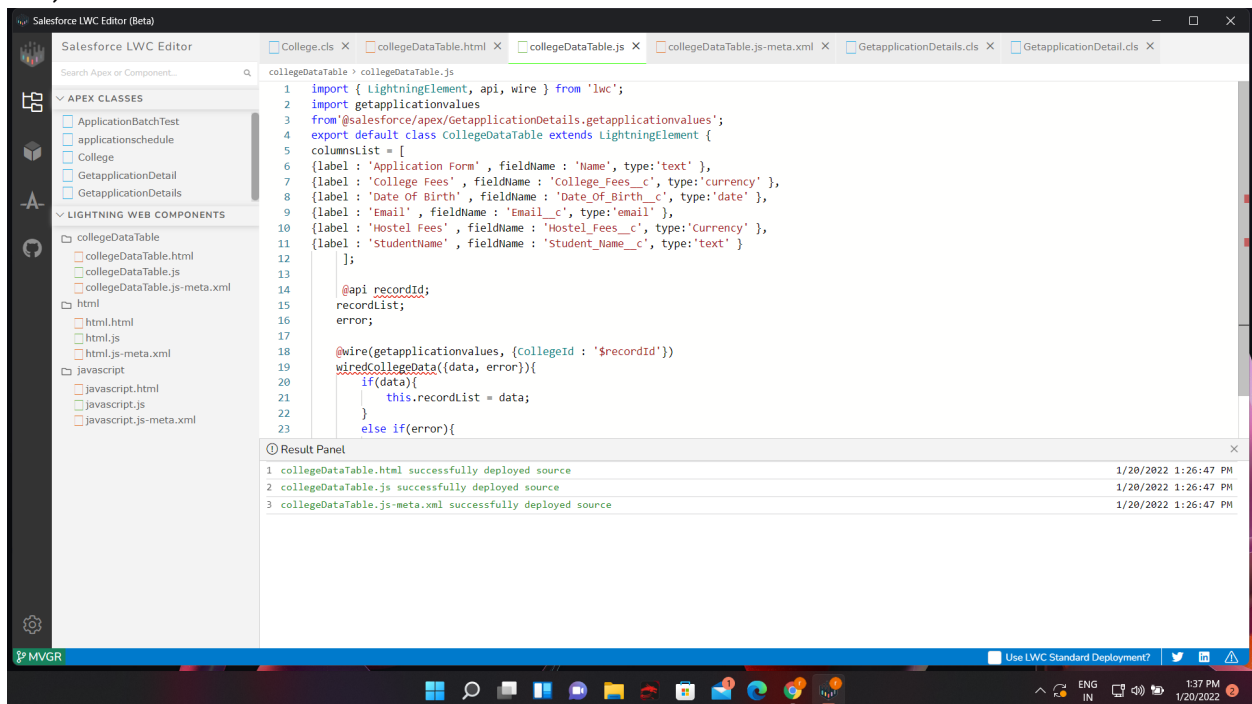 Salesforce LWC Editor (Beta)
Salesforce LWC Editor
College.cls
collegeDataTable.html
collegeDataTable.js
collegeDataTable.js-meta.xml
GetapplicationDetails.cls
GetapplicationDetail.cls
Search Apex or Component...
APEX CLASSES
ApplicationBatchTest
applicationschedule
College
GetapplicationDetail
GetapplicationDetails
LIGHTNING WEB COMPONENTS
collegeDataTable
collegeDataTable.html
collegeDataTable.js
collegeDataTable.js-meta.xml
html
html.html
html.js
html.js-meta.xml
javascript
javascript.html
javascript.js
javascript.js-meta.xml
collegeDataTable > collegeDataTable.js
1 import { LightningElement, api, wire } from 'lwc';
2 import getapplicationvalues
3 from'@salesforce/apex/GetapplicationDetails.getapplicationvalues';
4 export default class CollegeDataTable extends LightningElement {
5 columnsList = [
6 {label : 'Application Form' , fieldName : 'Name', type:'text' },
7 {label : 'College Fees' , fieldName : 'College_Fees__c', type:'currency' },
8 {label : 'Date Of Birth' , fieldName : 'Date_Of_Birth__c', type:'date' },
9 {label : 'Email' , fieldName : 'Email__c', type:'email' },
10 {label : 'Hostel Fees' , fieldName : 'Hostel_Fees__c', type:'Currency' },
11 {label : 'StudentName' , fieldName : 'Student_Name__c', type:'text' }
12 ];
13
14 @api recordId;
15 recordList;
16 error;
17
18 @wire(getapplicationvalues, {CollegeId : '$recordId'})
19 wiredCollegeData({data, error}){
20 if(data){
21 this.recordList = data;
22 }
23 else if(error){
Result Panel
1 collegeDataTable.html successfully deployed source 1/20/2022 1:26:47 PM
2 collegeDataTable.js successfully deployed source 1/20/2022 1:26:47 PM
3 collegeDataTable.js-meta.xml successfully deployed source 1/20/2022 1:26:47 PM
MVGR
Use LWC Standard Deployment?
ENG
IN
1:37 PM
1/20/2022
2